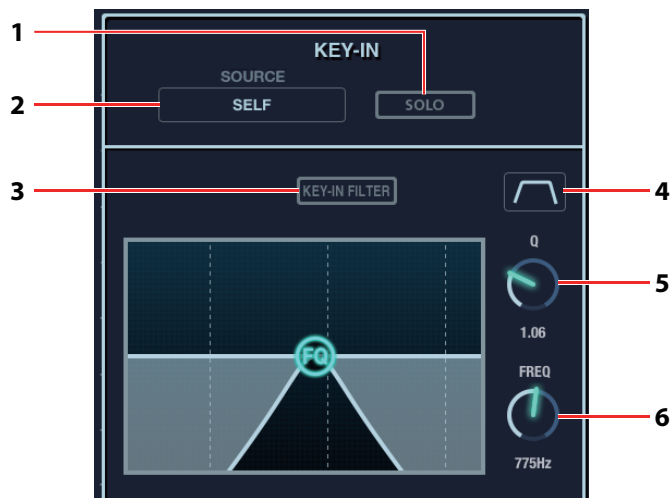 1
KEY-IN
SOURCE
2
SELF
SOLO
3
KEY-IN FILTER
4
Q
5
1.06
FQ
FREQ
6
775Hz